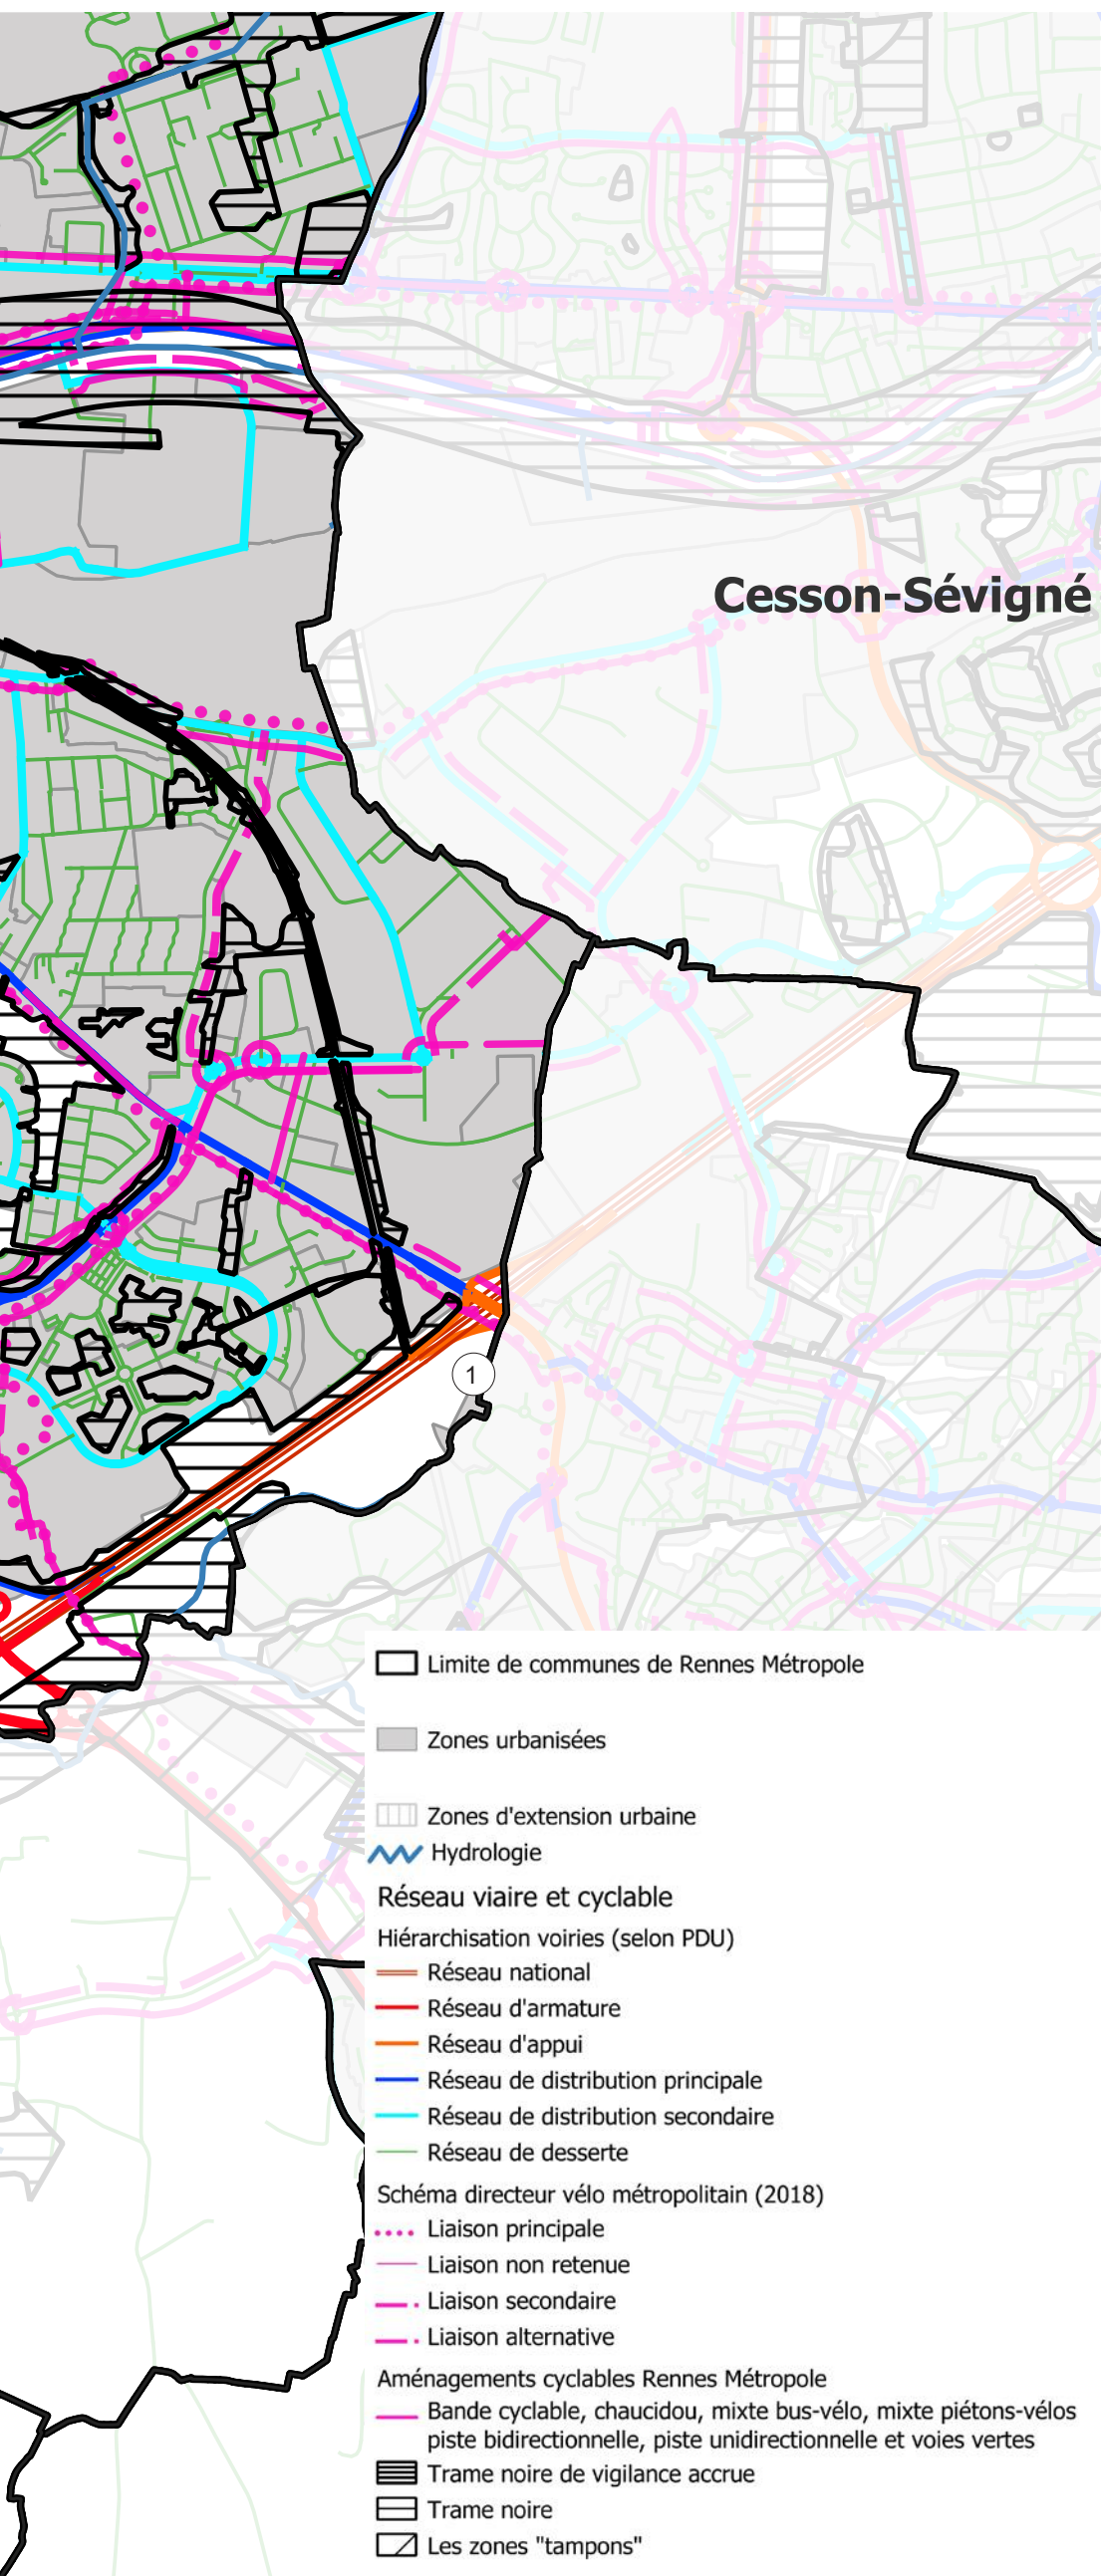 Cesson-Sévigné
1
Limite de communes de Rennes Métropole
Zones urbanisées
Zones d'extension urbaine
Hydrologie
Réseau viaire et cyclable
Hiérarchisation voiries (selon PDU)
Réseau national
Réseau d'armature
Réseau d'appui
Réseau de distribution principale
Réseau de distribution secondaire
Réseau de desserte
Schéma directeur vélo métropolitain (2018)
Liaison principale
Liaison non retenue
Liaison secondaire
Liaison alternative
Aménagements cyclables Rennes Métropole
Bande cyclable, chaucidou, mixte bus-vélo, mixte piétons-vélos
piste bidirectionnelle, piste unidirectionnelle et voies vertes
Trame noire de vigilance accrue
Trame noire
Les zones "tampons"